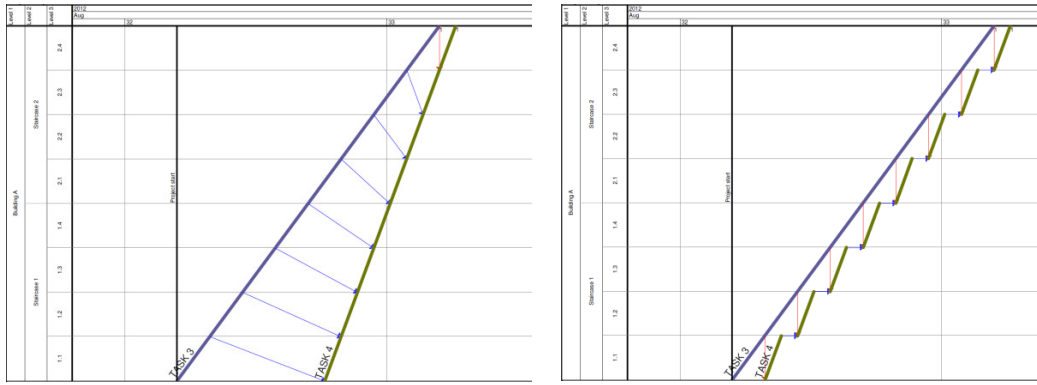 Level 1 Level 2 Level 3 2012
Aug
32 33
Building A
Staircase 2
Staircase 1
2.4
2.3
2.2
2.1
1.4
1.3
1.2
1.1
Project start
TASK 3
TASK 4
Level 1 Level 2 Level 3 2012
Aug
32 33
Building A
Staircase 2
Staircase 1
2.4
2.3
2.2
2.1
1.4
1.3
1.2
1.1
Project start
TASK 3
TASK 4